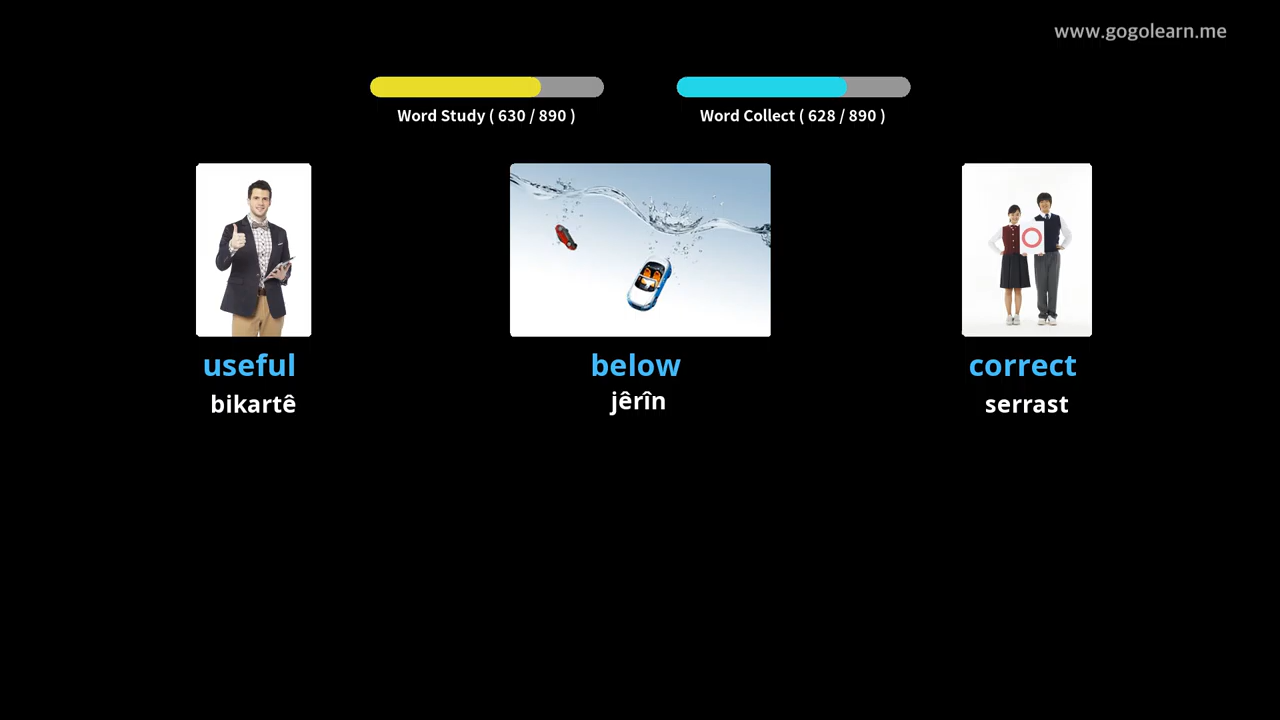 www.gogolearn.me
Word Study ( 630 / 890 )
Word Collect ( 628 / 890 )
useful
below
correct
bikartê
jêrîn
serrast